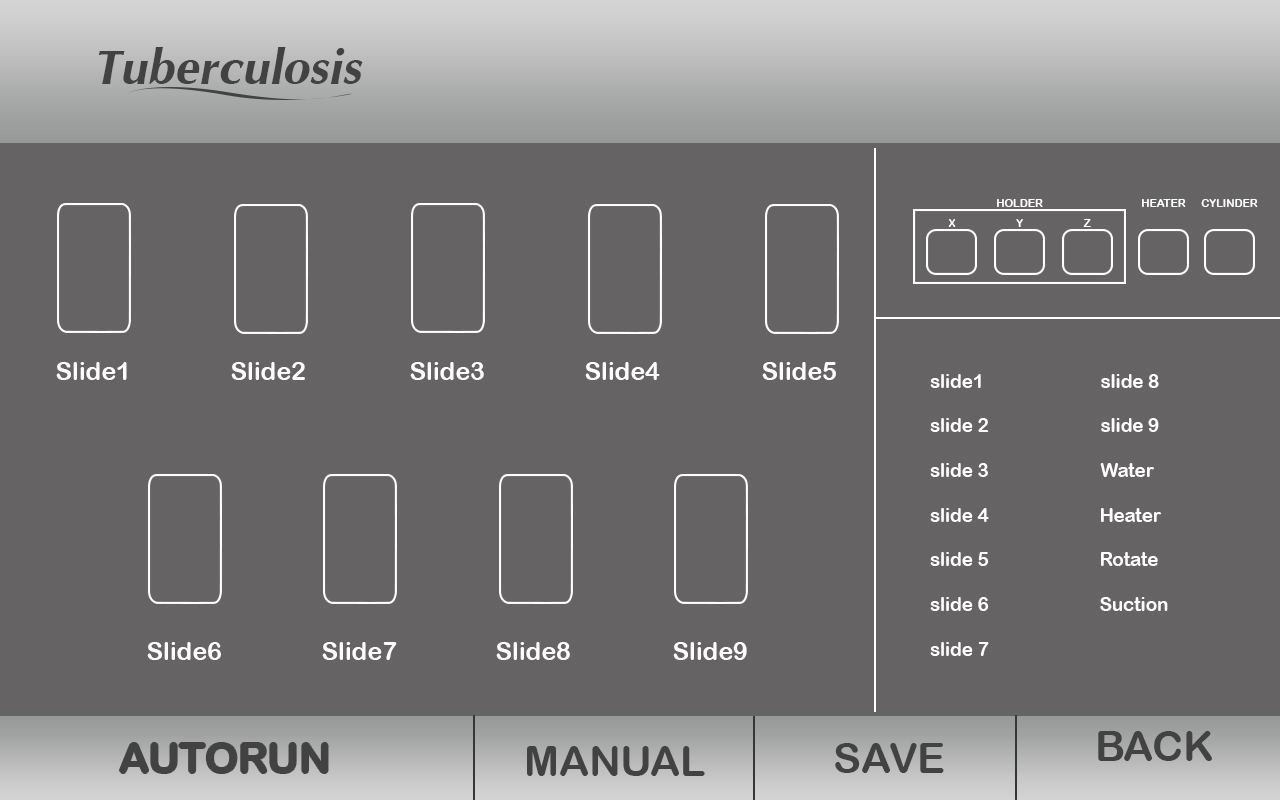 Tuberculosis
HOLDER HEATER CYLINDER
X Y Z
Slide1 Slide2 Slide3 Slide4 Slide5
slide1 slide 8
slide 2 slide 9
slide 3 Water
slide 4 Heater
slide 5 Rotate
slide 6 Suction
slide 7
Slide6 Slide7 Slide8 Slide9
AUTORUN MANUAL SAVE BACK